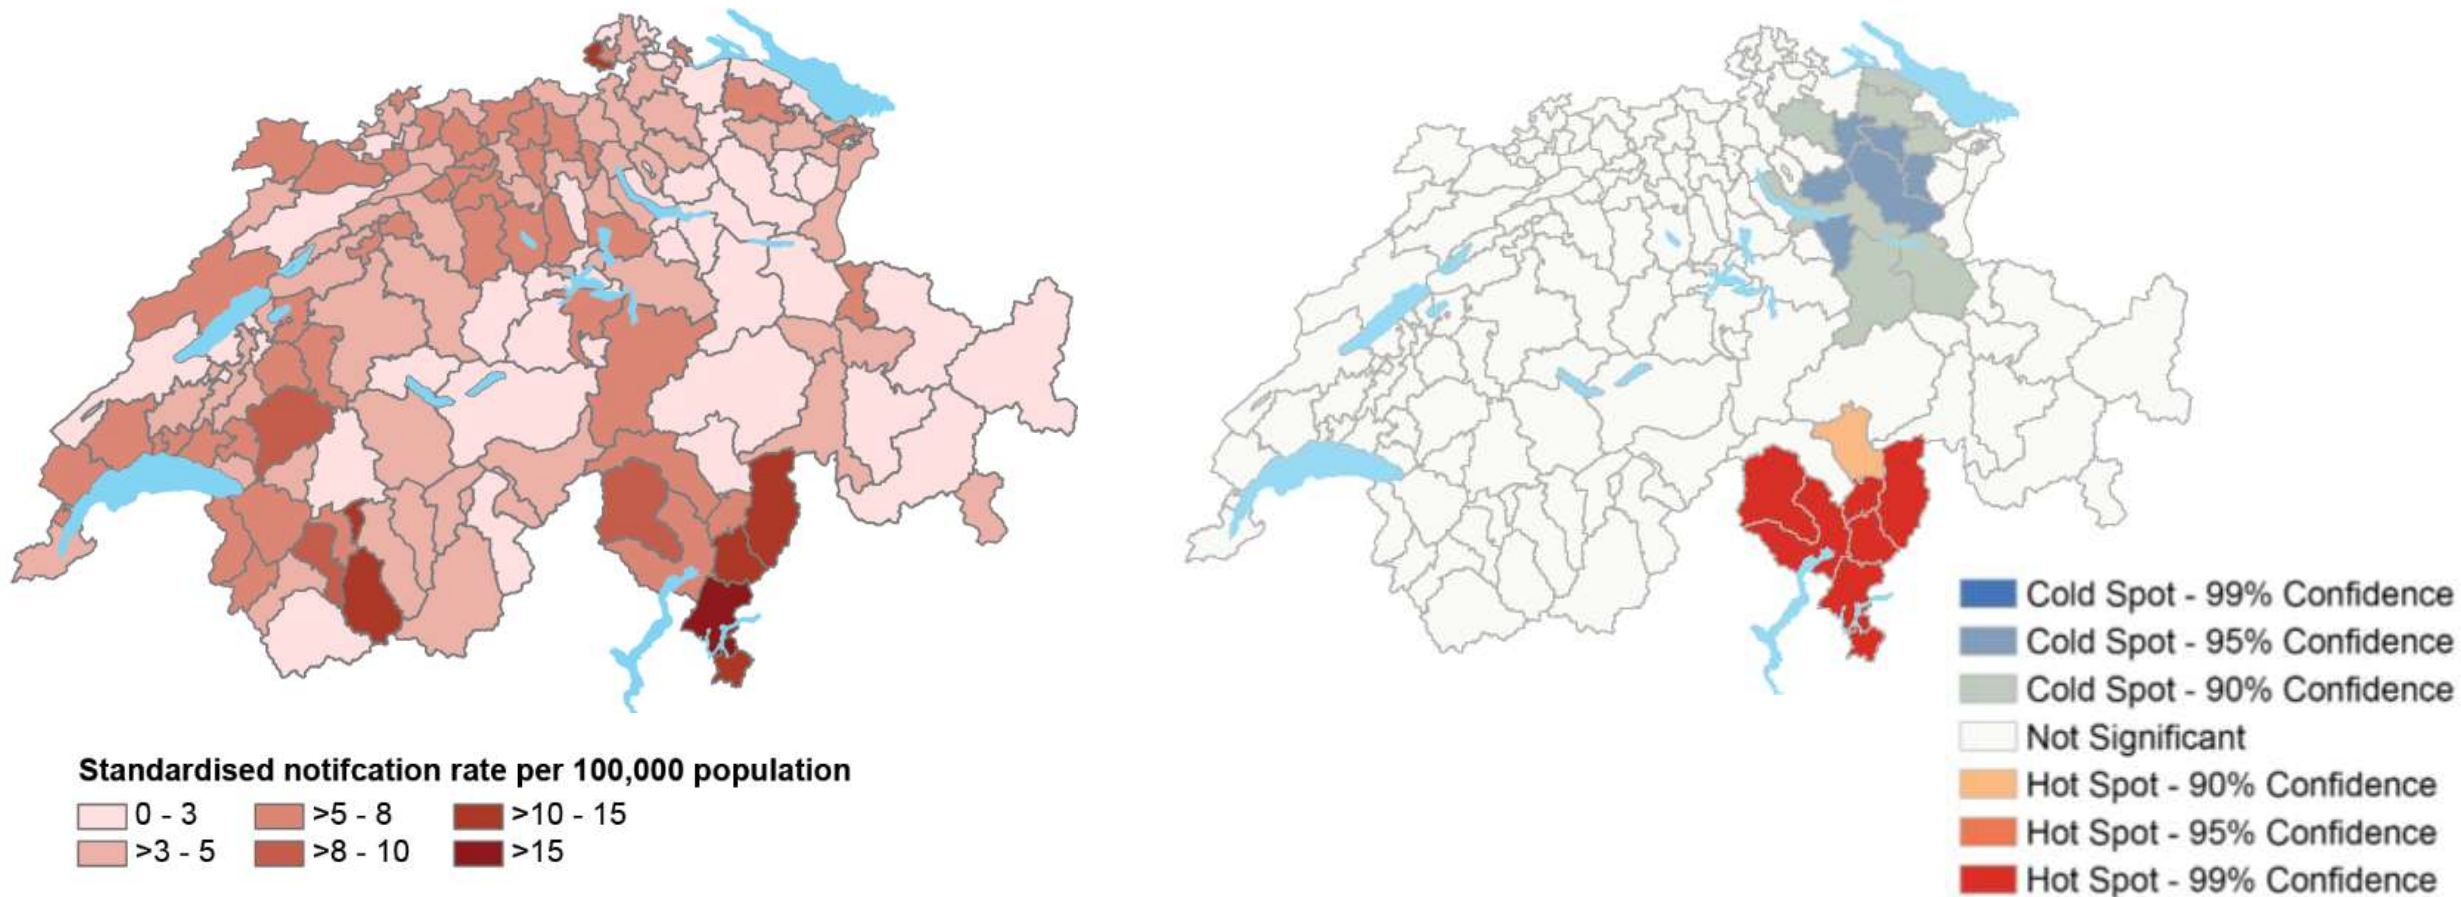 Standardised notifcation rate per 100,000 population
0 - 3 >5 - 8 >10 - 15
>3 - 5 >8 - 10 >15
Cold Spot - 99% Confidence
Cold Spot - 95% Confidence
Cold Spot - 90% Confidence
Not Significant
Hot Spot - 90% Confidence
Hot Spot - 95% Confidence
Hot Spot - 99% Confidence